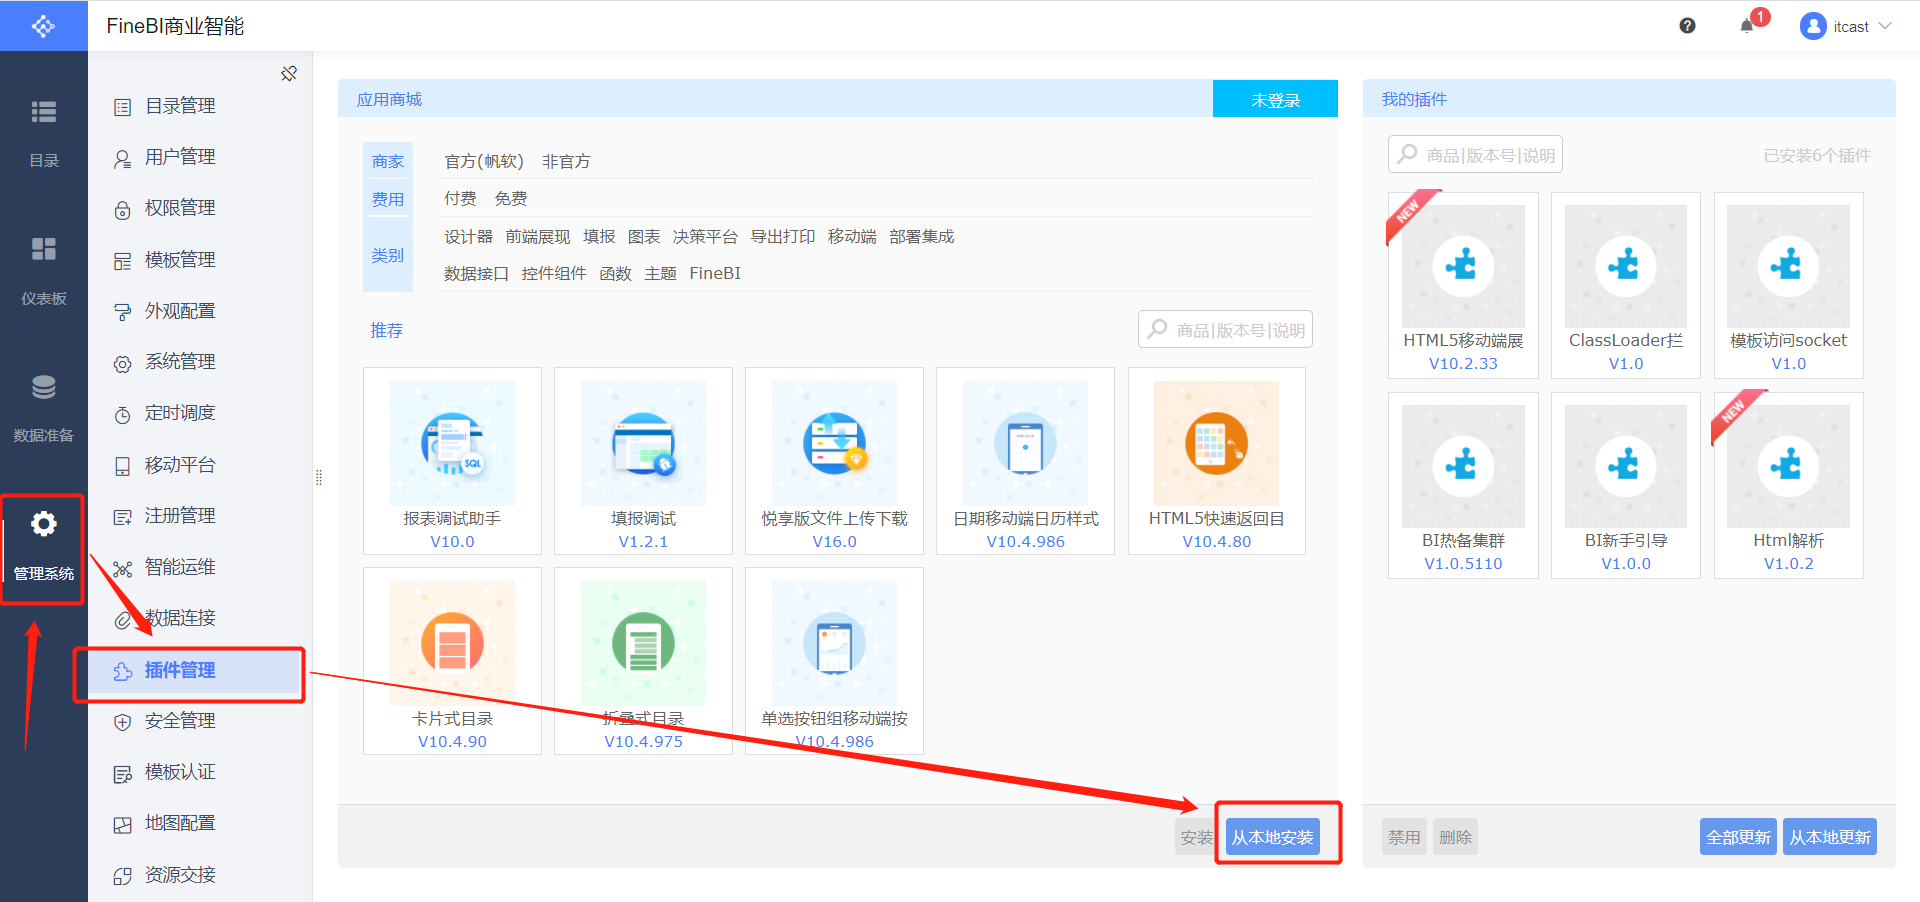 FineBI商业智能
1
itcast
目录
仪表板
数据准备
管理系统
目录管理
用户管理
权限管理
模板管理
外观配置
系统管理
定时调度
移动平台
注册管理
智能运维
数据连接
插件管理
安全管理
模板认证
地图配置
资源交接
应用商城
未登录
商家
官方(帆软) 非官方
费用
付费 免费
类别
设计器 前端展现 填报 图表 决策平台 导出打印 移动端 部署集成
数据接口 控件组件 函数 主题 FineBI
推荐
商品|版本号|说明
SQL
报表调试助手
V10.0
填报调试
V1.2.1
悦享版文件上传下载
V16.0
日期移动端日历样式
V10.4.986
HTML5快速返回目
V10.4.80
卡片式目录
V10.4.90
折叠式目录
V10.4.975
单选按钮组移动端按
V10.4.986
安装
从本地安装
我的插件
商品|版本号|说明
已安装6个插件
NEW
HTML5移动端展
V10.2.33
ClassLoader拦
V1.0
模板访问socket
V1.0
BI热备集群
V1.0.5110
BI新手引导
V1.0.0
NEW
Html解析
V1.0.2
禁用
删除
全部更新
从本地更新